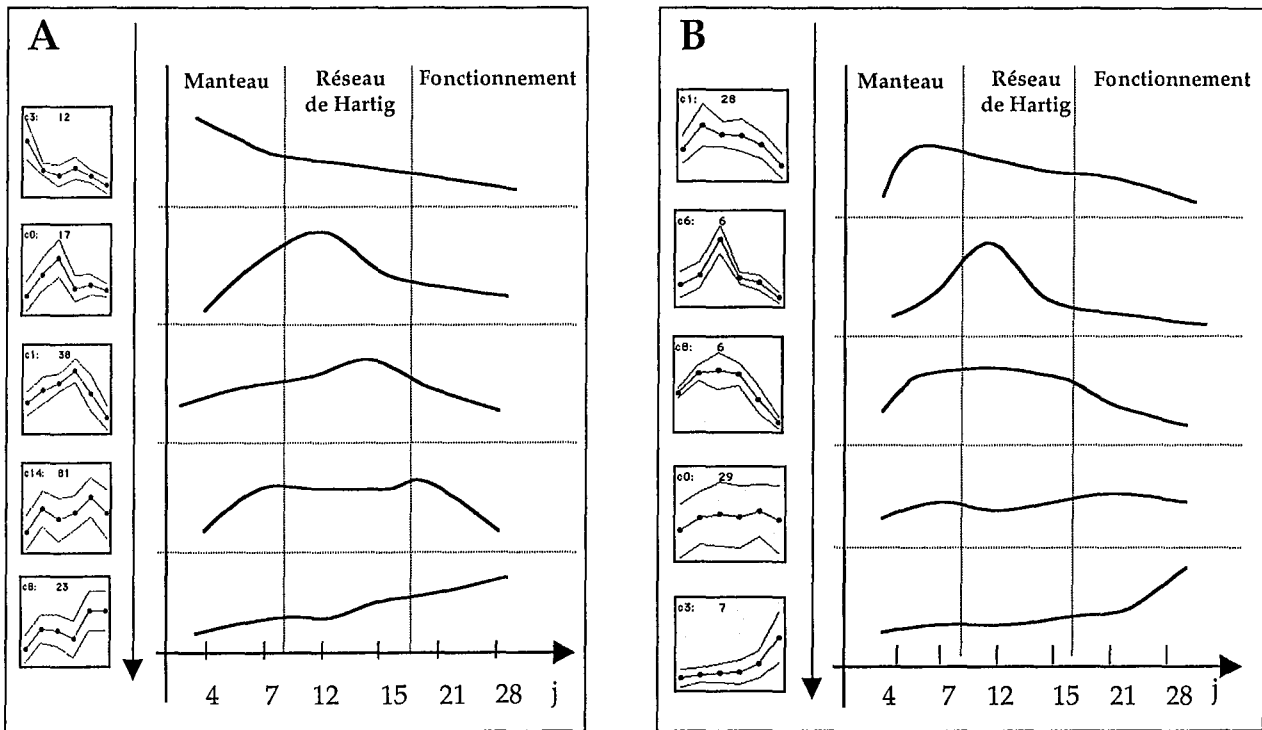 A
Manteau
Réseau
de Hartig
Fonctionnement
c3: 12
c0: 17
c1: 38
c14: 81
c8: 23
4 7 12 15 21 28 j
B
Manteau
Réseau
de Hartig
Fonctionnement
c1: 28
c6: 6
c8: 6
c0: 29
c3: 7
4 7 12 15 21 28 j